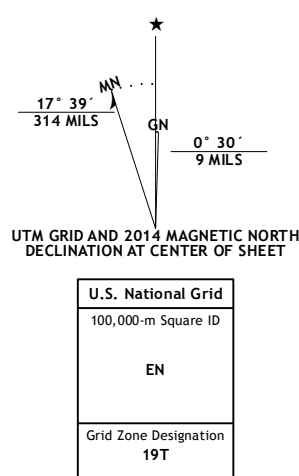 MN
17° 39´
314 MILS
GN
0° 30´
9 MILS
UTM GRID AND 2014 MAGNETIC NORTH
DECLINATION AT CENTER OF SHEET
U.S. National Grid
100,000-m Square ID
EN
Grid Zone Designation
19T